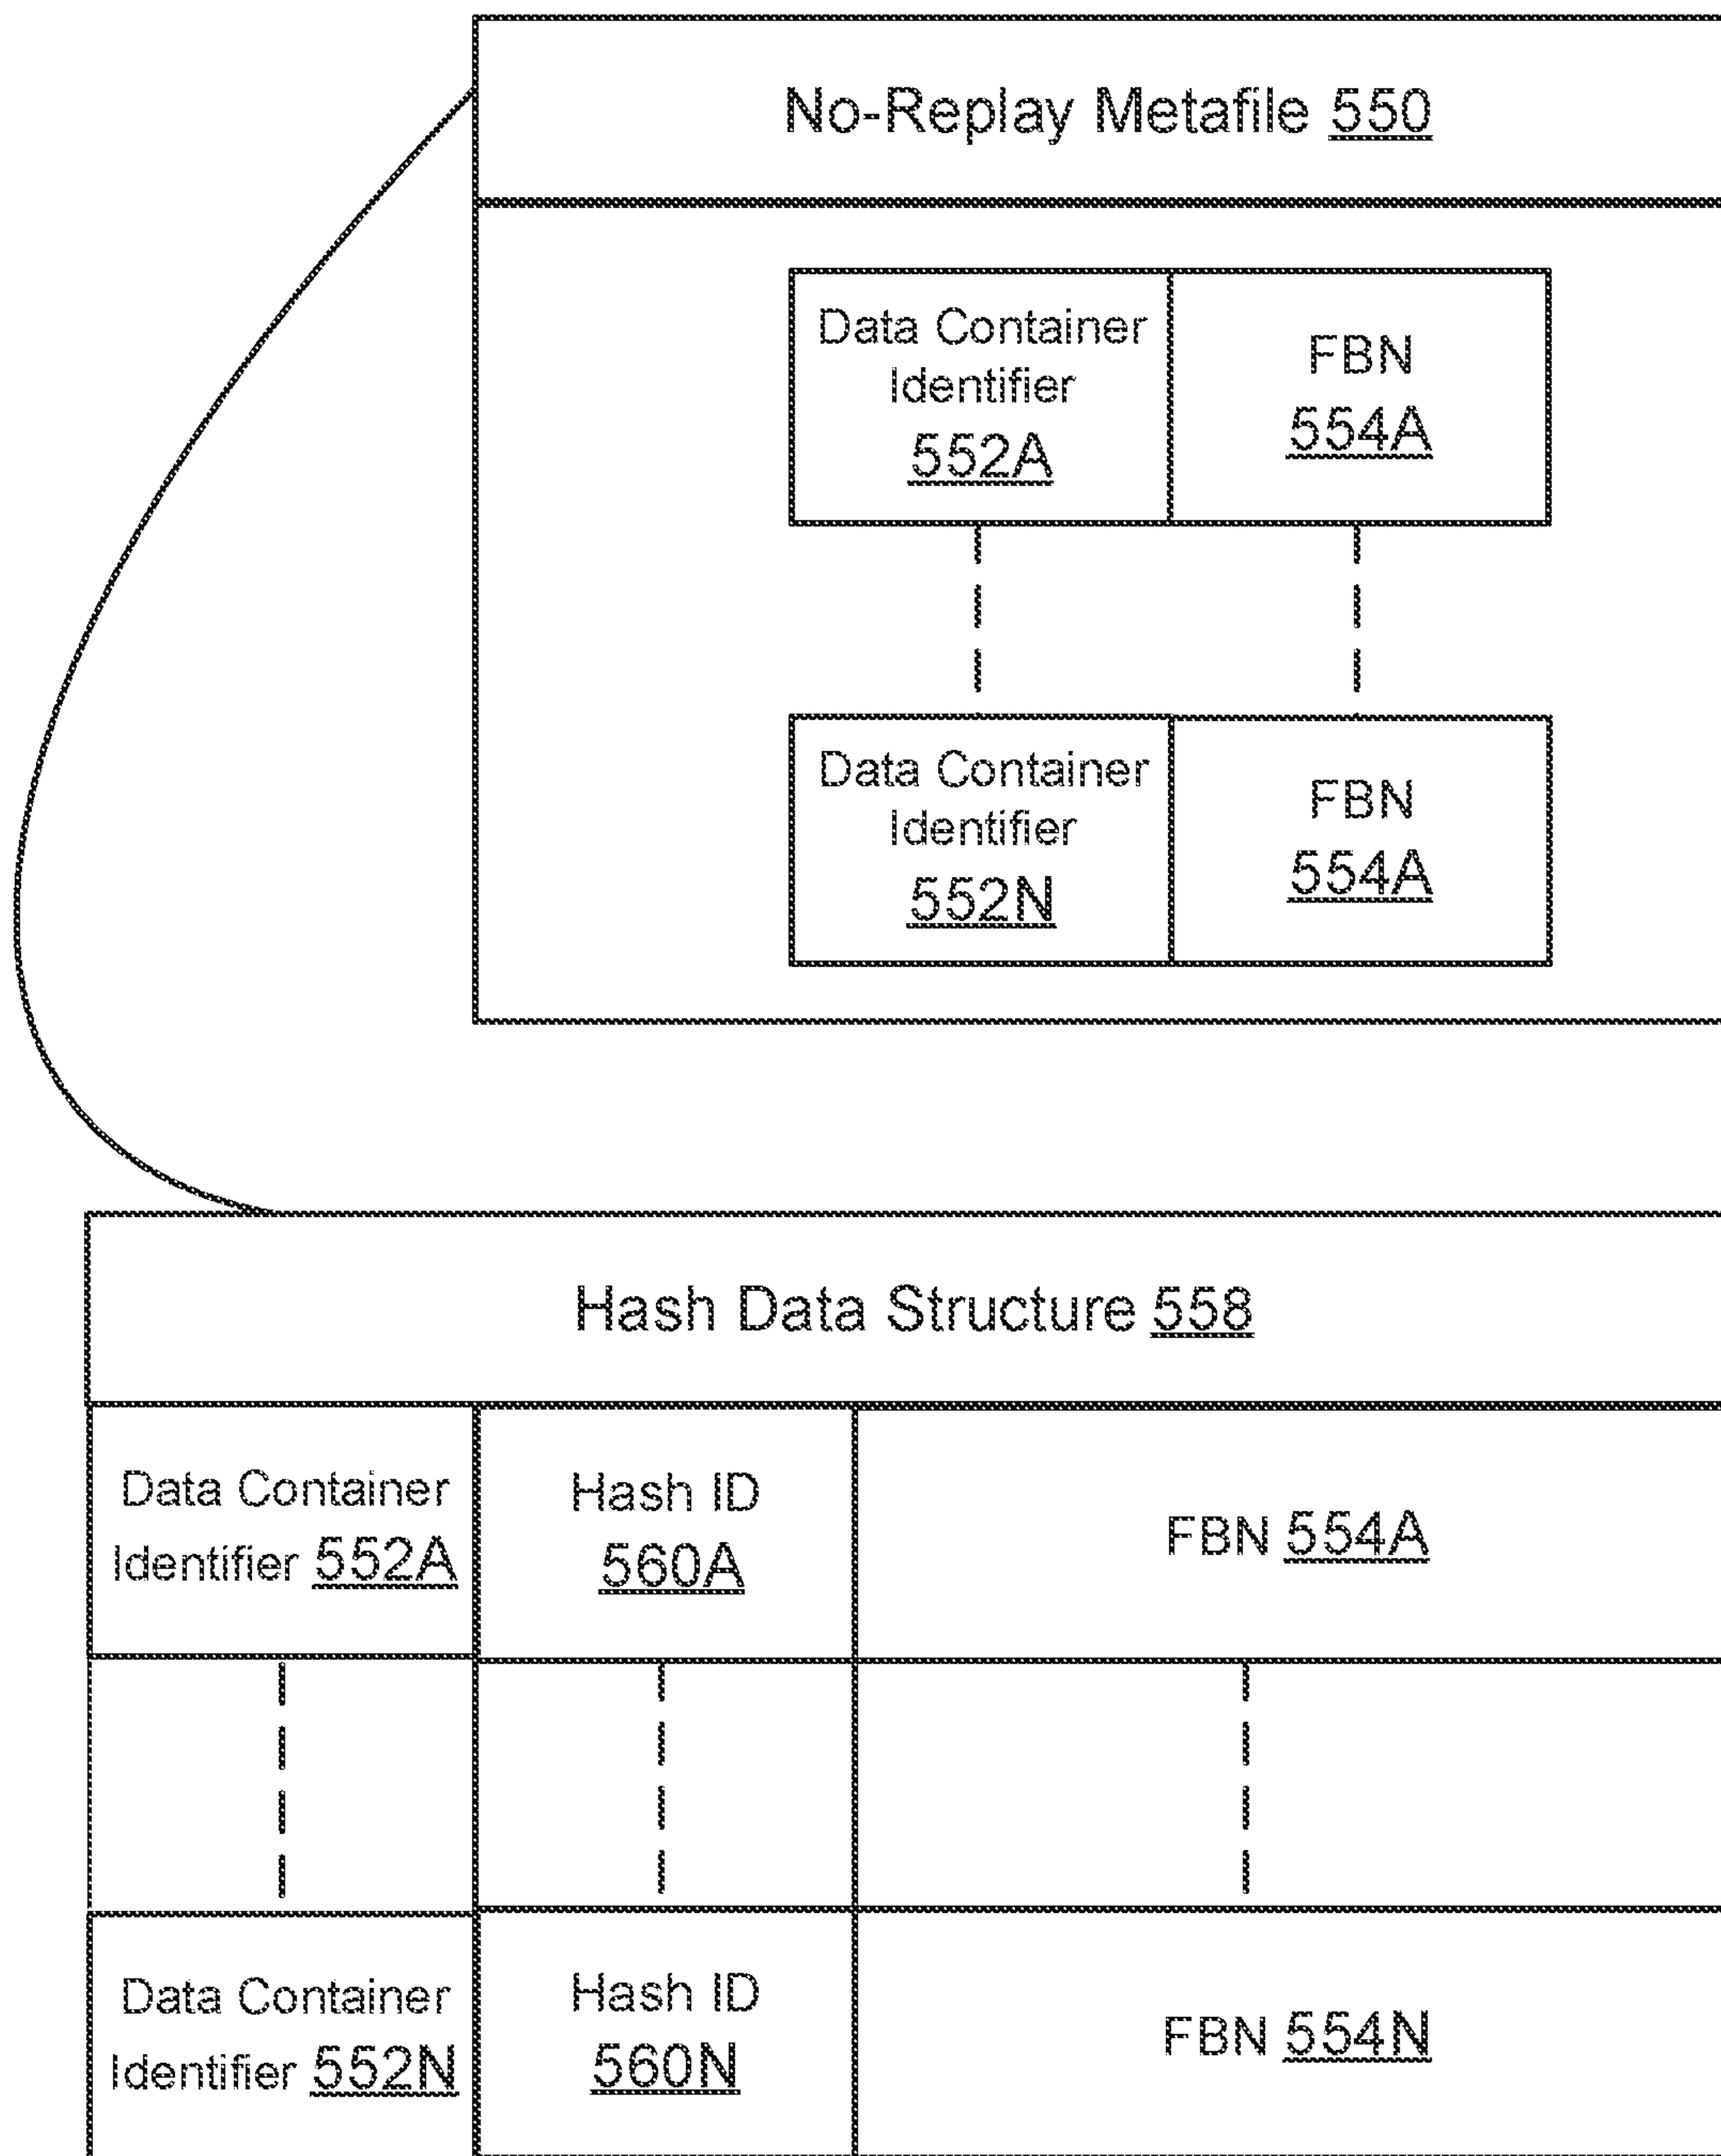 No-Replay Metafile 550
Data Container
Identifier
552A
FBN
554A
Data Container
Identifier
552N
FBN
554A
Hash Data Structure 558
Data Container
Identifier 552A
Hash ID
560A
FBN 554A
Data Container
Identifier 552N
Hash ID
560N
FBN 554N